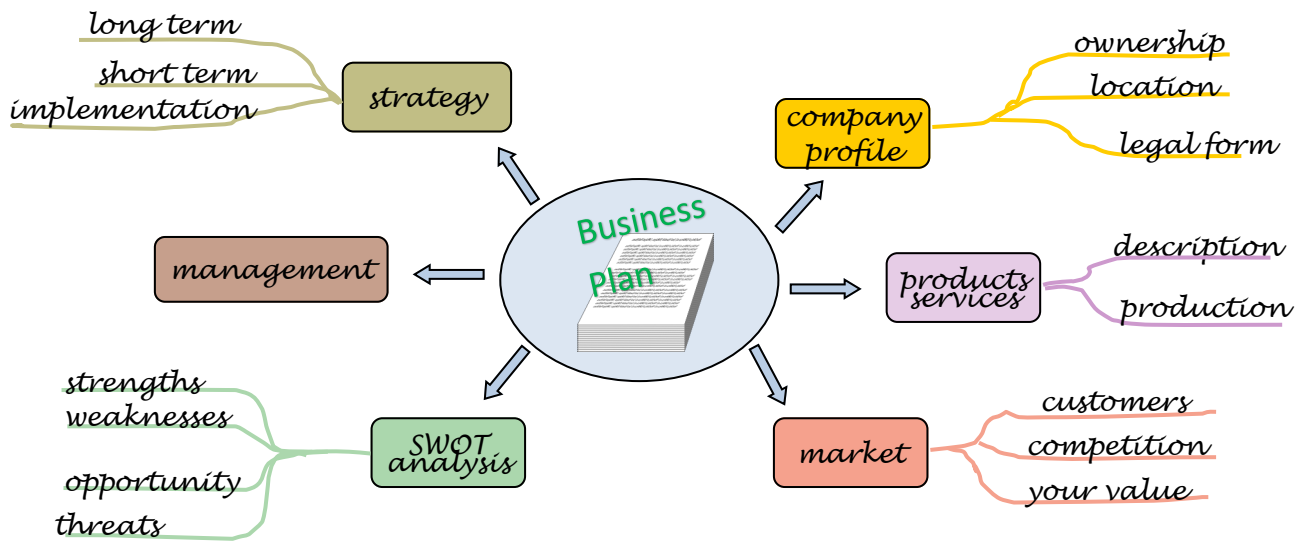 long term
short term
implementation
strategy
ownership
location
legal form
company
profile
Business
Plan
management
description
production
products
services
strengths
weaknesses
opportunity
threats
SWOT
analysis
market
customers
competition
your value